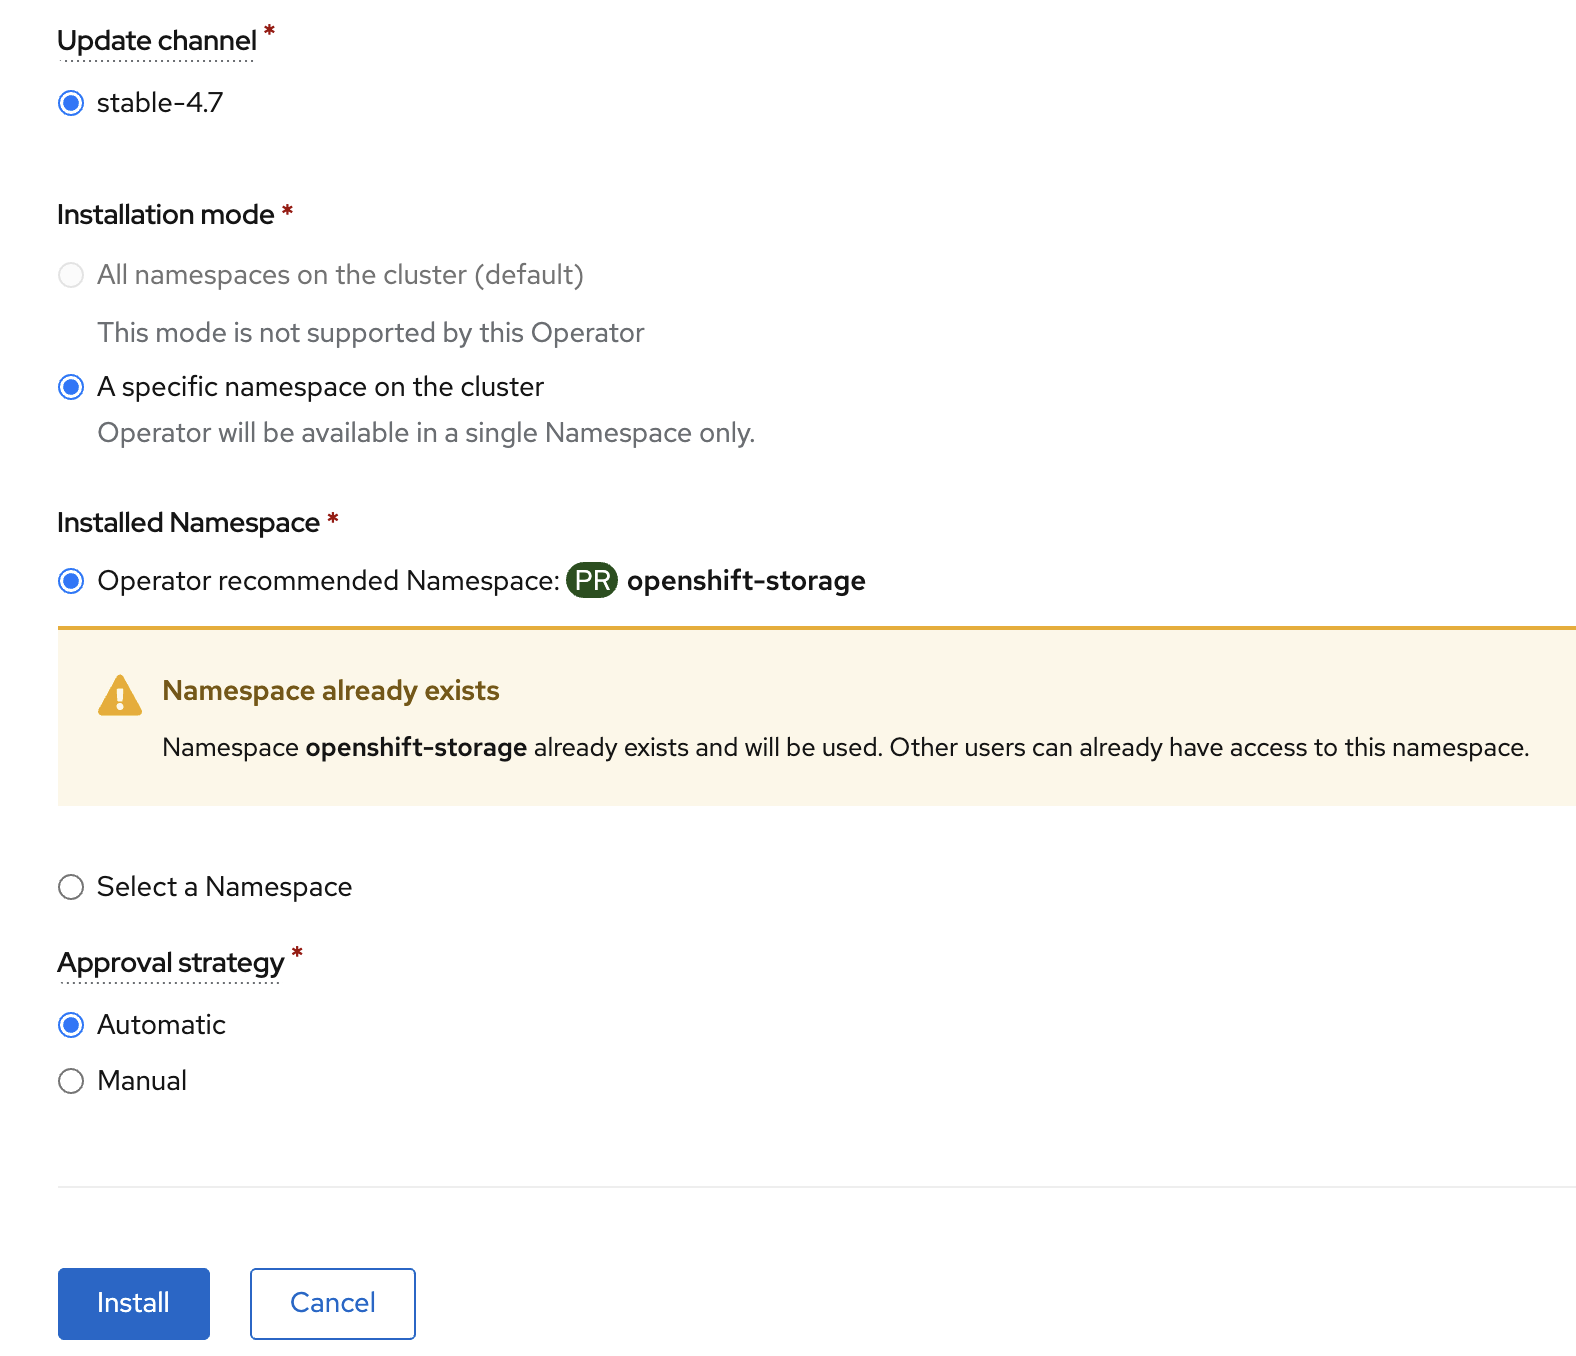 Update channel *
stable-4.7
Installation mode *
All namespaces on the cluster (default)
This mode is not supported by this Operator
A specific namespace on the cluster
Operator will be available in a single Namespace only.
Installed Namespace *
Operator recommended Namespace: PR openshift-storage
Namespace already exists
Namespace openshift-storage already exists and will be used. Other users can already have access to this namespace.
Select a Namespace
Approval strategy *
Automatic
Manual
Install Cancel